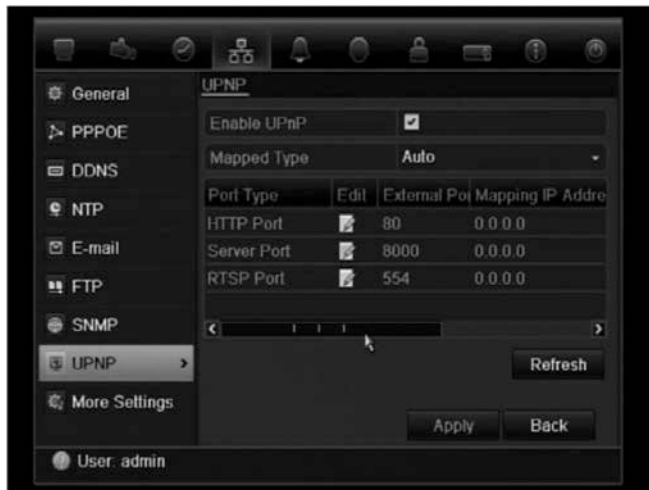 UPNP
General
PPPOE
DDNS
NTP
E-mail
FTP
SNMP
UPNP
More Settings
Enable UPnP
Mapped Type Auto
Port Type Edit External Por Mapping IP Addre
HTTP Port 80 0.0.0.0
Server Port 8000 0.0.0.0
RTSP Port 554 0.0.0.0
Refresh
Apply Back
User: admin